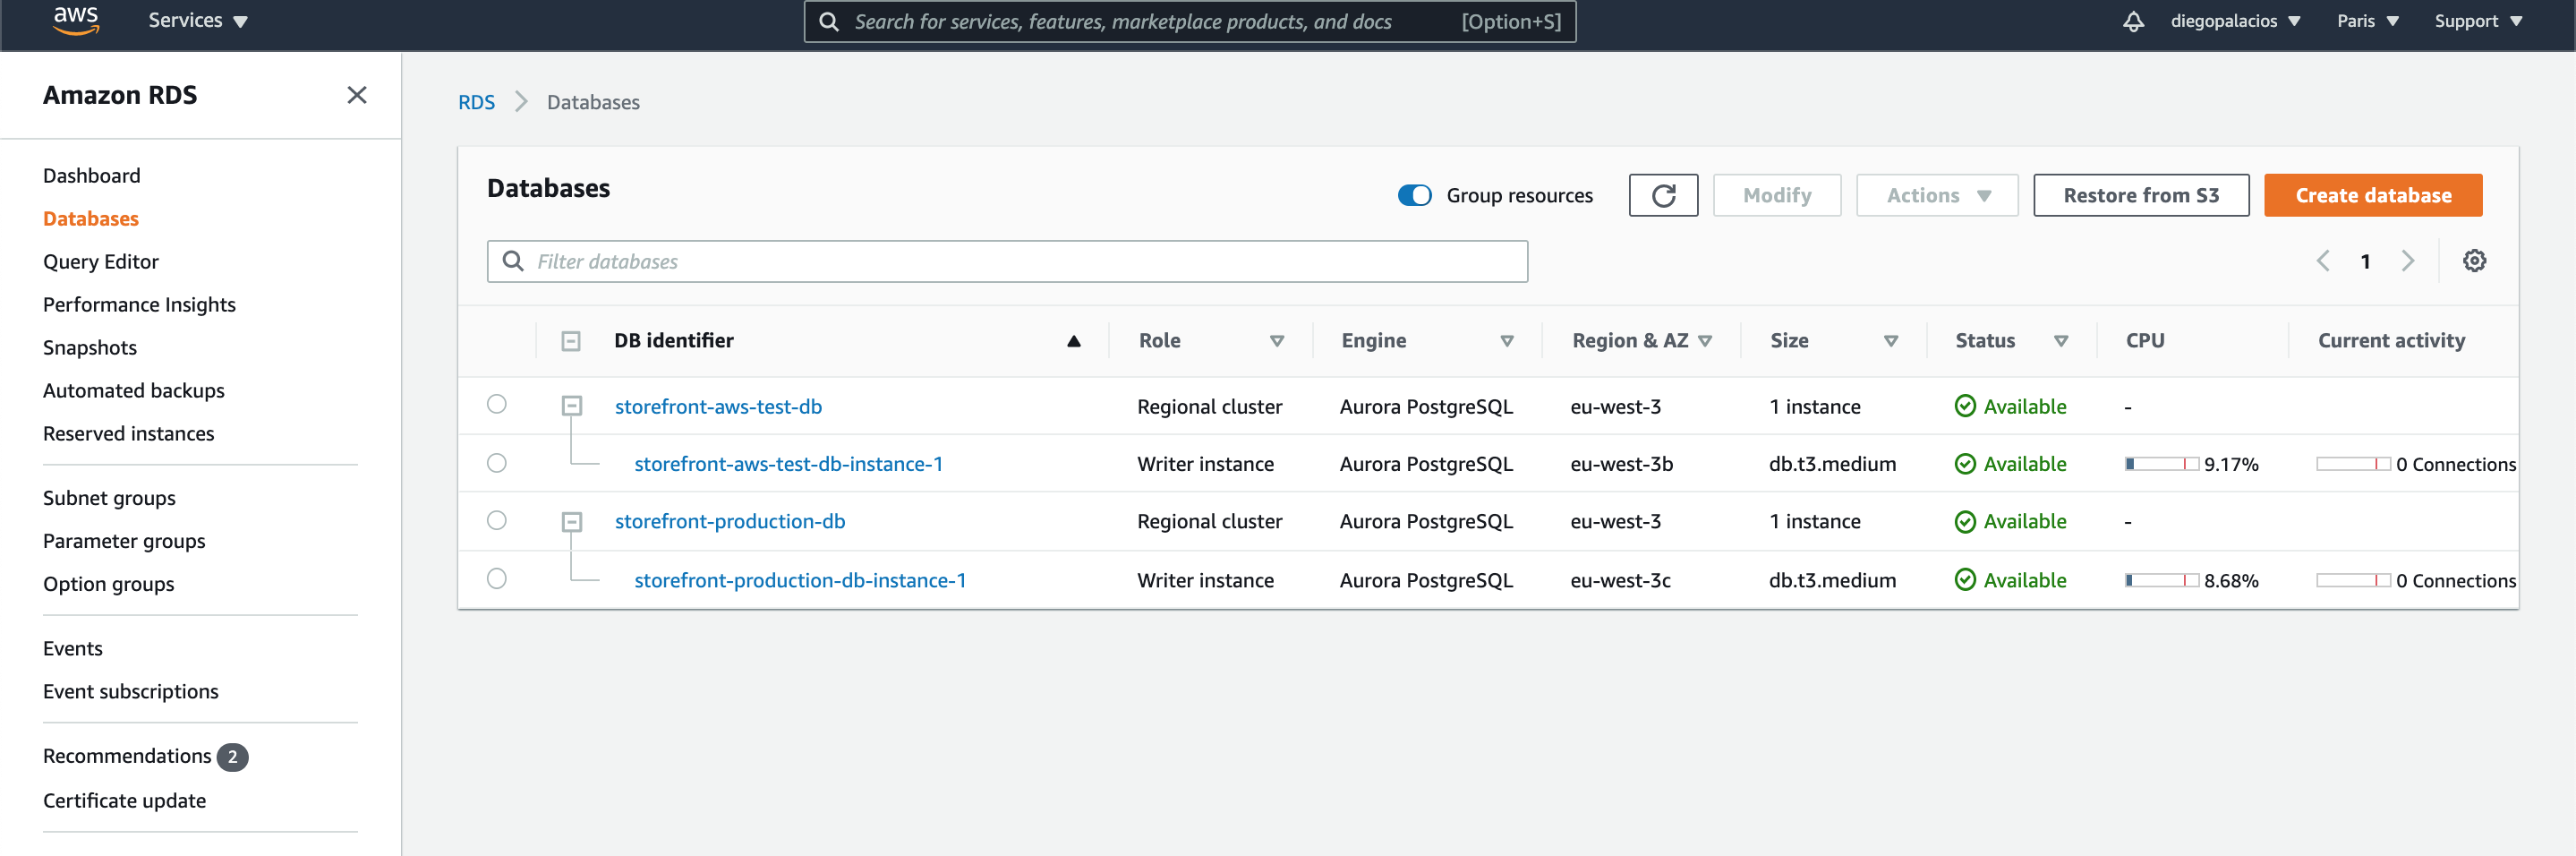 aws Services Search for services, features, marketplace products, and docs [Option+S] diegopalacios Paris Support
Amazon RDS
Dashboard
Databases
Query Editor
Performance Insights
Snapshots
Automated backups
Reserved instances
Subnet groups
Parameter groups
Option groups
Events
Event subscriptions
Recommendations 2
Certificate update
RDS Databases
Databases Group resources Modify Actions Restore from S3 Create database
Filter databases 1
DB identifier Role Engine Region & AZ Size Status CPU Current activity
storefront-aws-test-db Regional cluster Aurora PostgreSQL eu-west-3 1 instance Available -
storefront-aws-test-db-instance-1 Writer instance Aurora PostgreSQL eu-west-3b db.t3.medium Available 9.17% 0 Connections
storefront-production-db Regional cluster Aurora PostgreSQL eu-west-3 1 instance Available -
storefront-production-db-instance-1 Writer instance Aurora PostgreSQL eu-west-3c db.t3.medium Available 8.68% 0 Connections